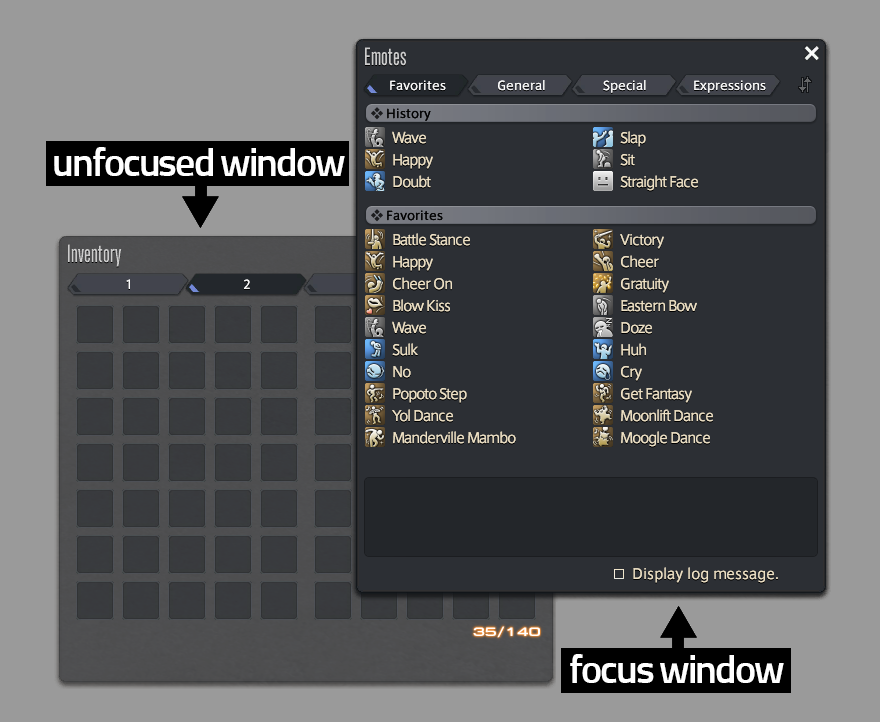 Emotes
Favorites General Special Expressions
History
Wave Slap
Happy Sit
Doubt Straight Face
Favorites
Battle Stance Victory
Happy Cheer
Cheer On Gratuity
Blow Kiss Eastern Bow
Wave Doze
Sulk Huh
No Cry
Popoto Step Get Fantasy
Yol Dance Moonlift Dance
Manderville Mambo Moogle Dance
Display log message.
unfocused window
Inventory
1 2
35/140
focus window